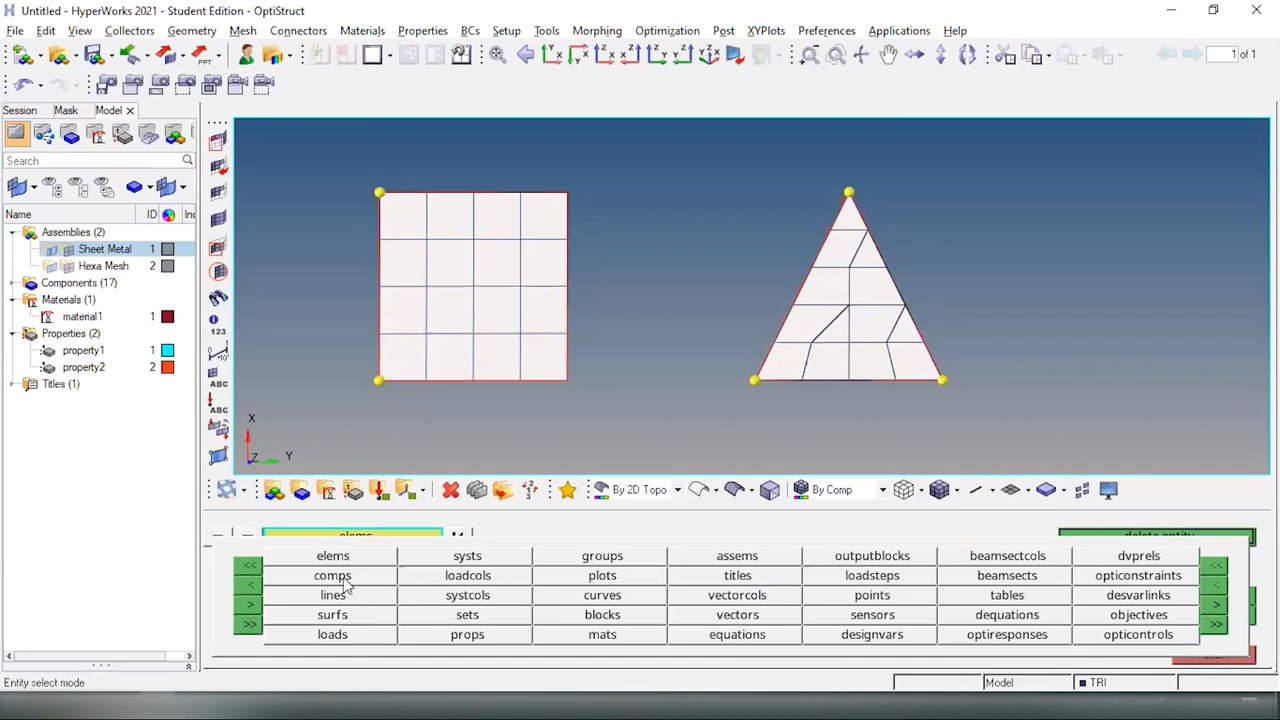 Untitled - HyperWorks 2021 - Student Edition - OptiStruct
File Edit View Collectors Geometry Mesh Connectors Materials Properties BCs Setup Tools Morphing Optimization Post XYPlots Preferences Applications Help
PPT
1 of 1
Session Mask Model
Search
Name ID
Assemblies (2)
Sheet Metal 1
Hexa Mesh 2
Components (17)
Materials (1)
material1 1
Properties (2)
property1 1
property2 2
Titles (1)
123
ABC
ABC
X
Z
Y
By 2D Topo
By Comp
elems
delete entity
elems systs groups assems outputblocks beamsectcols dvprels
comps loadcols plots titles loadsteps beamsects opticonstraints
lines systcols curves vectorcols points tables desvarlinks
surfs sets blocks vectors sensors dequations objectives
loads props mats equations designvars optiresponses opticontrols
<< << < < > > >> >>
Entity select mode
Model
TRI